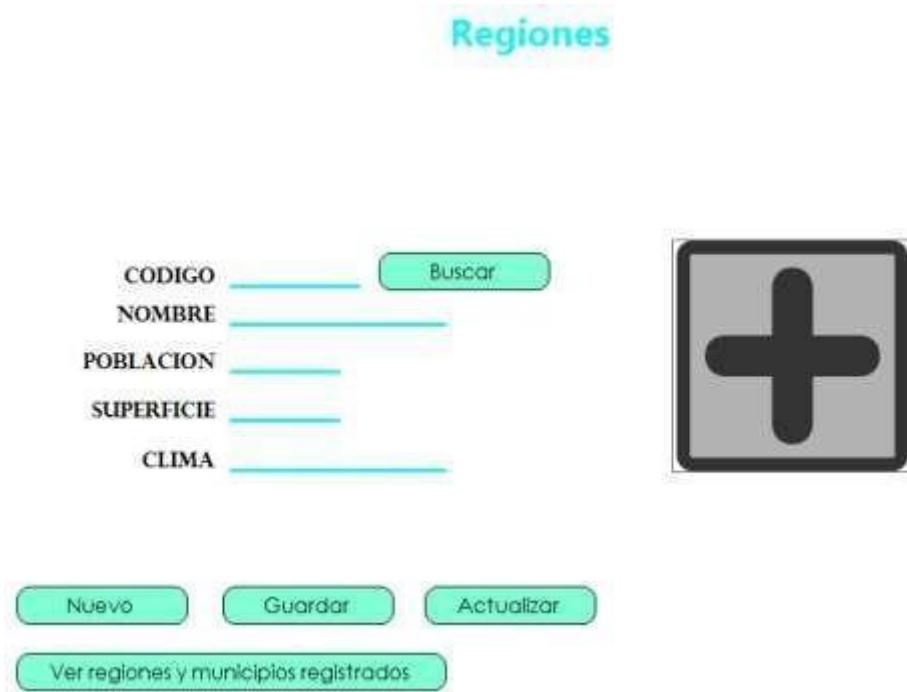 Regiones
CODIGO Buscar
NOMBRE
POBLACION
SUPERFICIE
CLIMA
Nuevo Guardar Actualizar
Ver regiones y municipios registrados